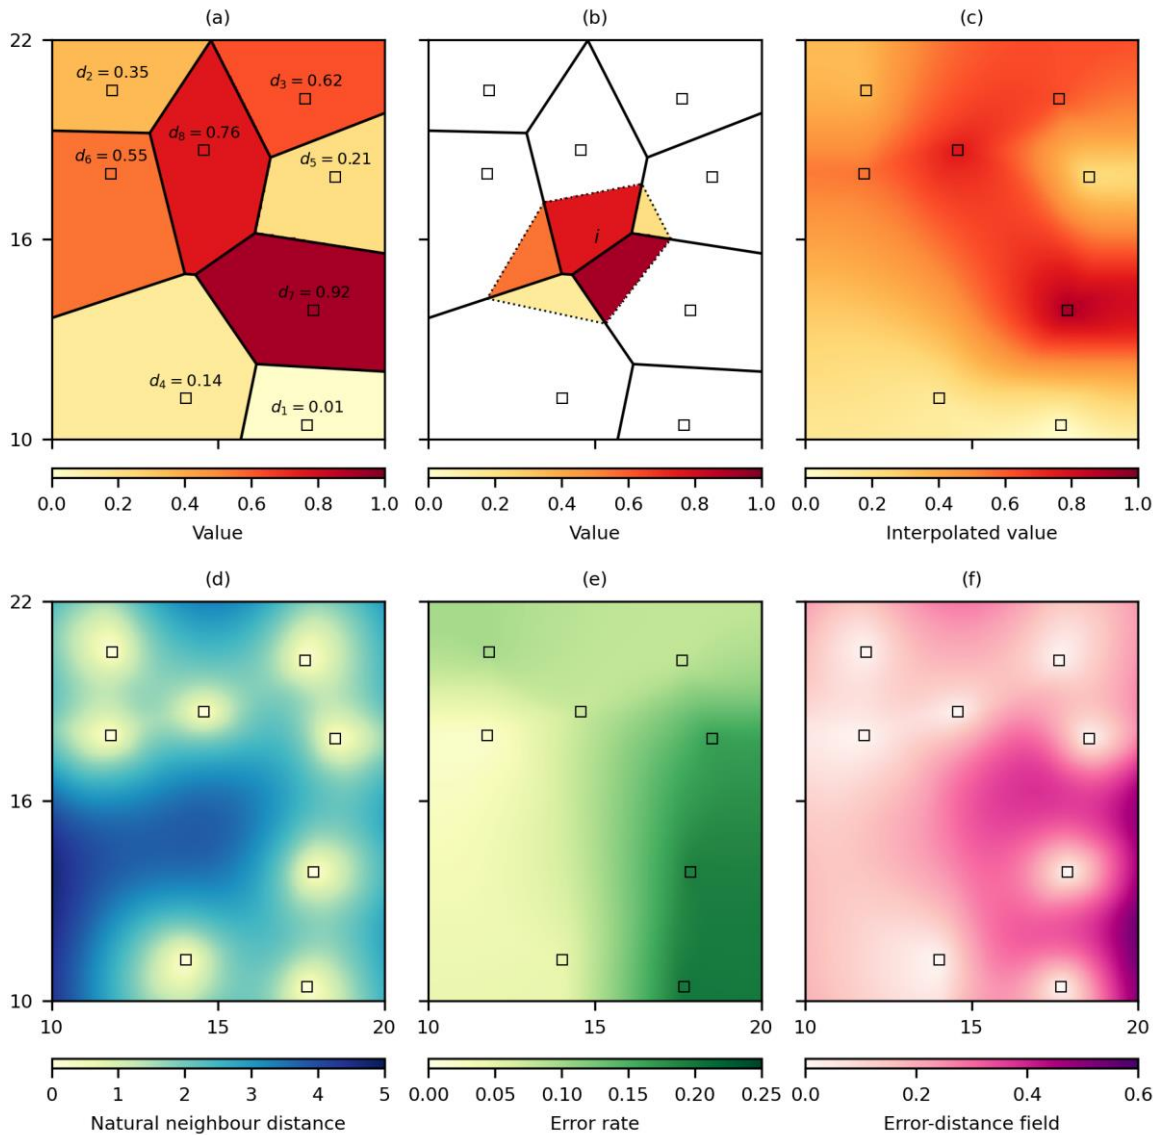 (a) (b) (c)
22
d₂ = 0.35
d₃ = 0.62
d₈ = 0.76
d₆ = 0.55
d₅ = 0.21
16
i
d₇ = 0.92
d₄ = 0.14
d₁ = 0.01
10
0.0 0.2 0.4 0.6 0.8 1.0 0.0 0.2 0.4 0.6 0.8 1.0 0.0 0.2 0.4 0.6 0.8 1.0
Value Value Interpolated value
(d) (e) (f)
22
16
10
10 15 20 10 15 20 10 15 20
0 1 2 3 4 5 0.00 0.05 0.10 0.15 0.20 0.25 0.0 0.2 0.4 0.6
Natural neighbour distance Error rate Error-distance field